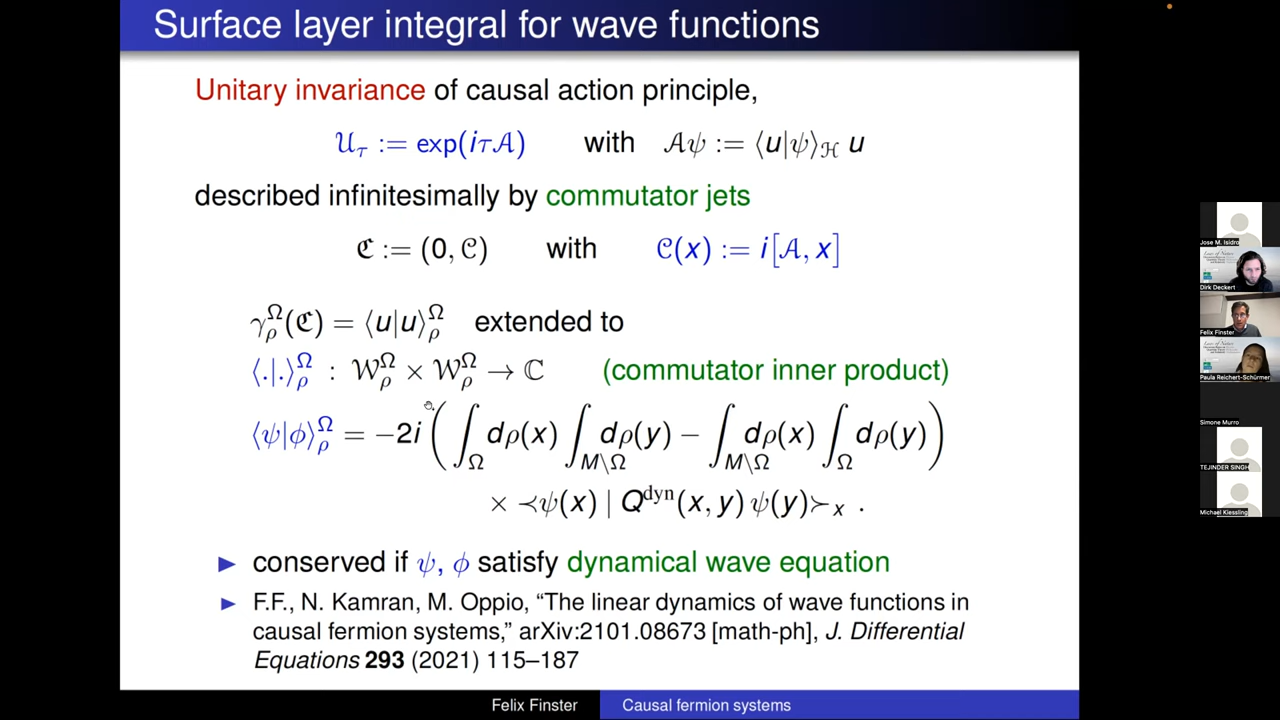 Surface layer integral for wave functions
Unitary invariance of causal action principle,
𝒰_τ := exp(iτ𝒜) with 𝒜ψ := ⟨u|ψ⟩_ℋ u
described infinitesimally by commutator jets
ℭ := (0, 𝒞) with 𝒞(x) := i[𝒜, x]
γ_ρ^Ω(ℭ) = ⟨u|u⟩_ρ^Ω extended to
⟨.|.⟩_ρ^Ω : 𝒲_ρ^Ω × 𝒲_ρ^Ω → ℂ (commutator inner product)
⟨ψ|ϕ⟩_ρ^Ω = −2i ( ∫_Ω dρ(x) ∫_{M\Ω} dρ(y) − ∫_{M\Ω} dρ(x) ∫_Ω dρ(y) )
× ≺ψ(x) | Q^dyn(x, y) ψ(y)≻_x .
▶ conserved if ψ, ϕ satisfy dynamical wave equation
▶ F.F., N. Kamran, M. Oppio, “The linear dynamics of wave functions in
causal fermion systems,” arXiv:2101.08673 [math-ph], J. Differential
Equations 293 (2021) 115–187
Felix Finster Causal fermion systems
Jose M. Isidro
Dirk Deckert
Felix Finster
Paula Reichert-Schürmer
Simone Murro
TEJINDER SINGH
Michael Kiessling